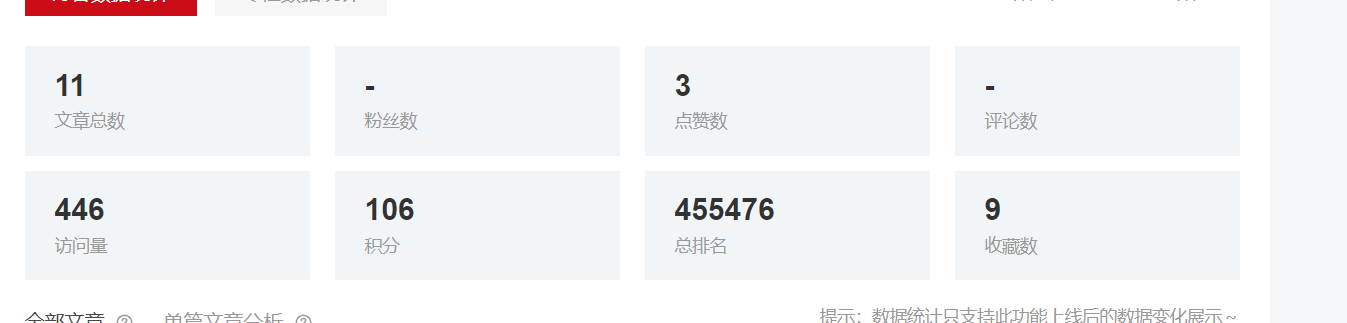 11
文章总数
-
粉丝数
3
点赞数
-
评论数
446
访问量
106
积分
455476
总排名
9
收藏数
全部文章
单篇文章分析
提示：数据统计只支持此功能上线后的数据变化展示~